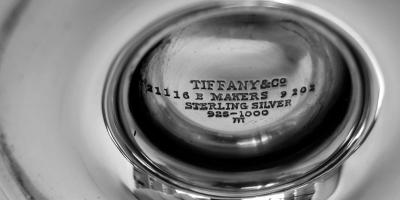 TIFFANY&Co
21116 E MAKERS 9202
STERLING SILVER
925-1000
m